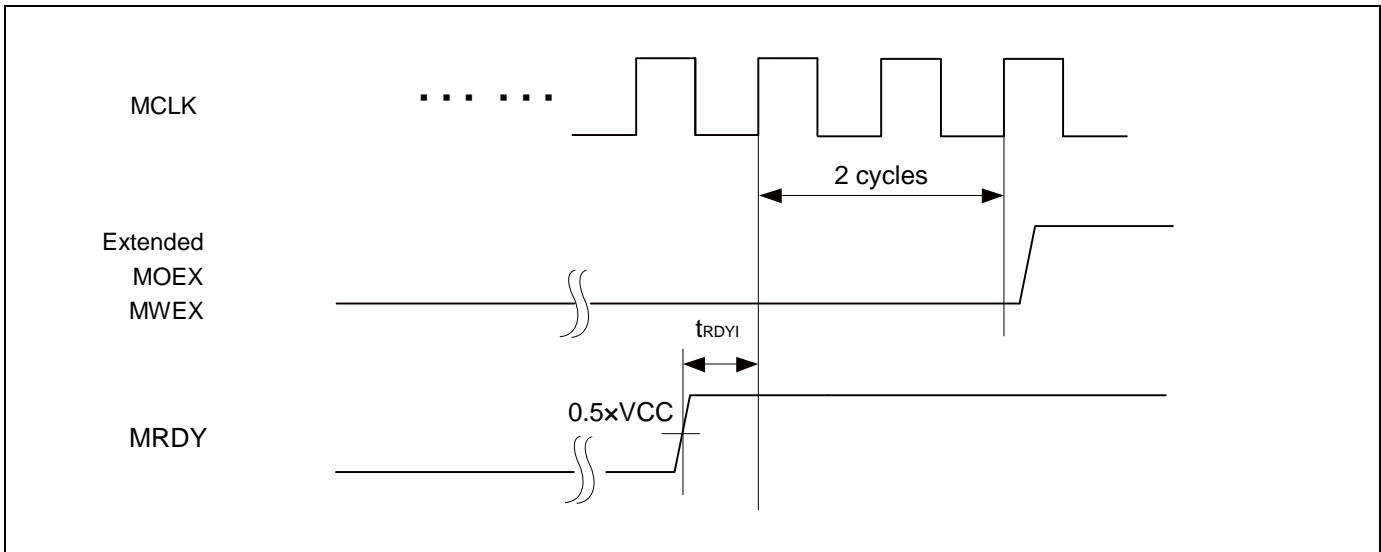 MCLK
... ...
2 cycles
Extended
MOEX
MWEX
tRDYI
0.5×VCC
MRDY